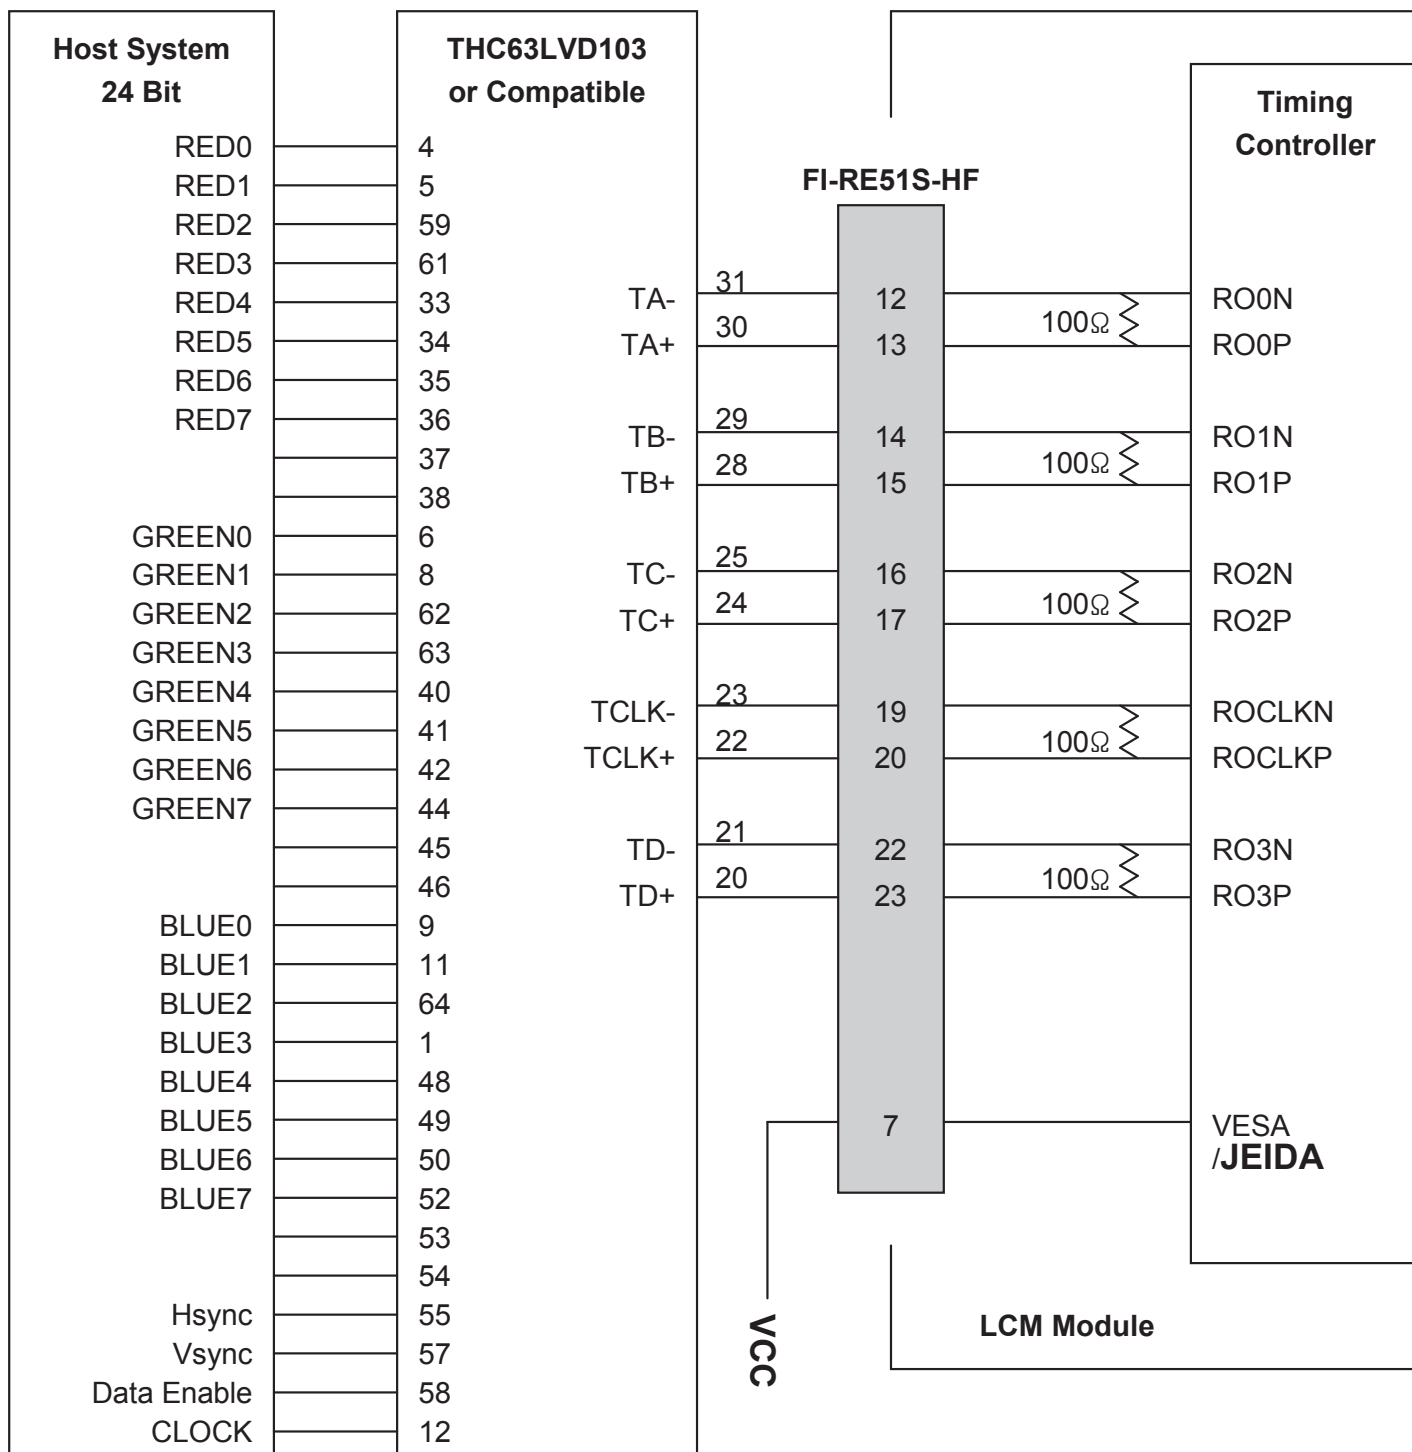 Host System
24 Bit
RED0
RED1
RED2
RED3
RED4
RED5
RED6
RED7
GREEN0
GREEN1
GREEN2
GREEN3
GREEN4
GREEN5
GREEN6
GREEN7
BLUE0
BLUE1
BLUE2
BLUE3
BLUE4
BLUE5
BLUE6
BLUE7
Hsync
Vsync
Data Enable
CLOCK
THC63LVD103
or Compatible
4
5
59
61
33
34
35
36
37
38
6
8
62
63
40
41
42
44
45
46
9
11
64
1
48
49
50
52
53
54
55
57
58
12
TA-
TA+
TB-
TB+
TC-
TC+
TCLK-
TCLK+
TD-
TD+
31
30
29
28
25
24
23
22
21
20
FI-RE51S-HF
12
13
14
15
16
17
19
20
22
23
7
VCC
100Ω
100Ω
100Ω
100Ω
100Ω
Timing
Controller
RO0N
RO0P
RO1N
RO1P
RO2N
RO2P
ROCLKN
ROCLKP
RO3N
RO3P
VESA
/JEIDA
LCM Module